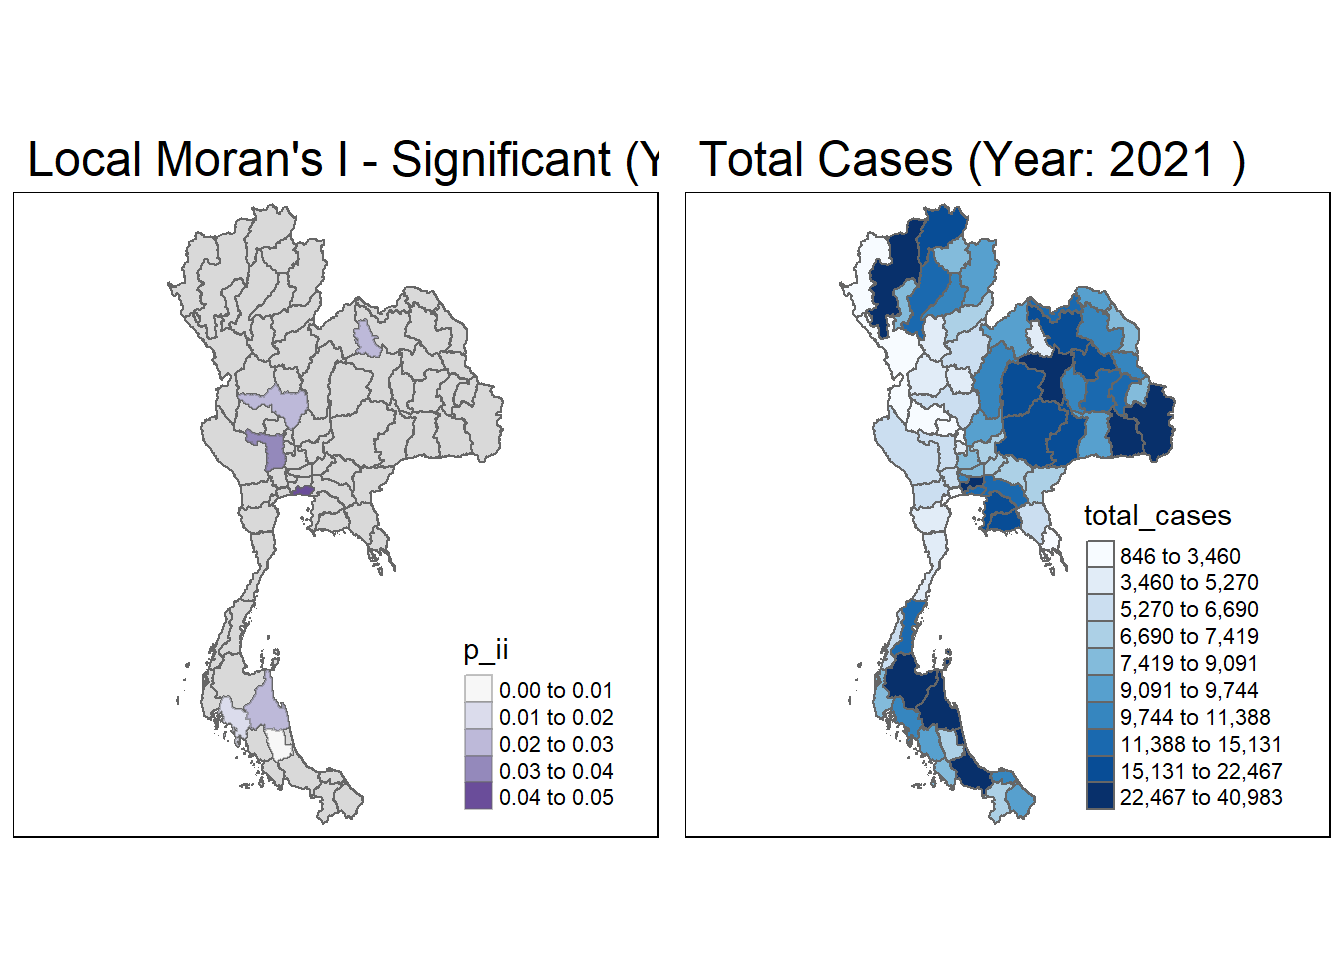 Local Moran's I - Significant (Y
Total Cases (Year: 2021 )
p_ii
0.00 to 0.01
0.01 to 0.02
0.02 to 0.03
0.03 to 0.04
0.04 to 0.05
total_cases
846 to 3,460
3,460 to 5,270
5,270 to 6,690
6,690 to 7,419
7,419 to 9,091
9,091 to 9,744
9,744 to 11,388
11,388 to 15,131
15,131 to 22,467
22,467 to 40,983